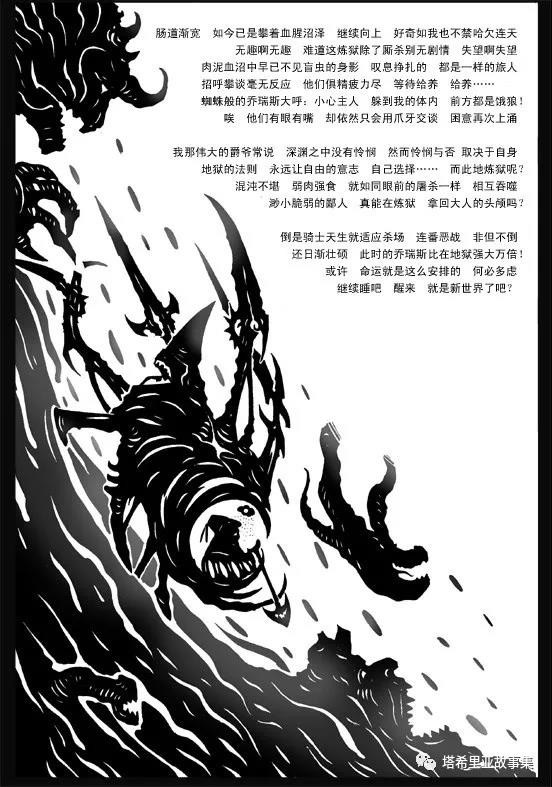 肠道渐宽 如今已是攀着血腥沼泽 继续向上 好奇如我也不禁哈欠连天
无趣啊无趣 难道这炼狱除了厮杀别无剧情 失望啊失望
肉泥血沼中早已不见盲虫的身影 叹息挣扎的 都是一样的旅人
招呼攀谈毫无反应 他们俱精疲力尽 等待给养 给养……
蜘蛛般的乔瑞斯大呼：小心主人 躲到我的体内 前方都是饿狼！
唉 他们有眼有嘴 却依然只会用爪牙交谈 困意再次上涌
我那伟大的爵爷常说 深渊之中没有怜悯 然而怜悯与否 取决于自身
地狱的法则 永远让自由的意志 自己选择…… 而此地炼狱呢？
混沌不堪 弱肉强食 就如同眼前的屠杀一样 相互吞噬
渺小脆弱的鄙人 真能在炼狱 拿回大人的头颅吗？
倒是骑士天生就适应杀场 连番恶战 非但不倒
还日渐壮硕 此时的乔瑞斯比在地狱强大万倍！
或许 命运就是这么安排的 何必多虑
继续睡吧 醒来 就是新世界了吧？
塔希里亚故事集